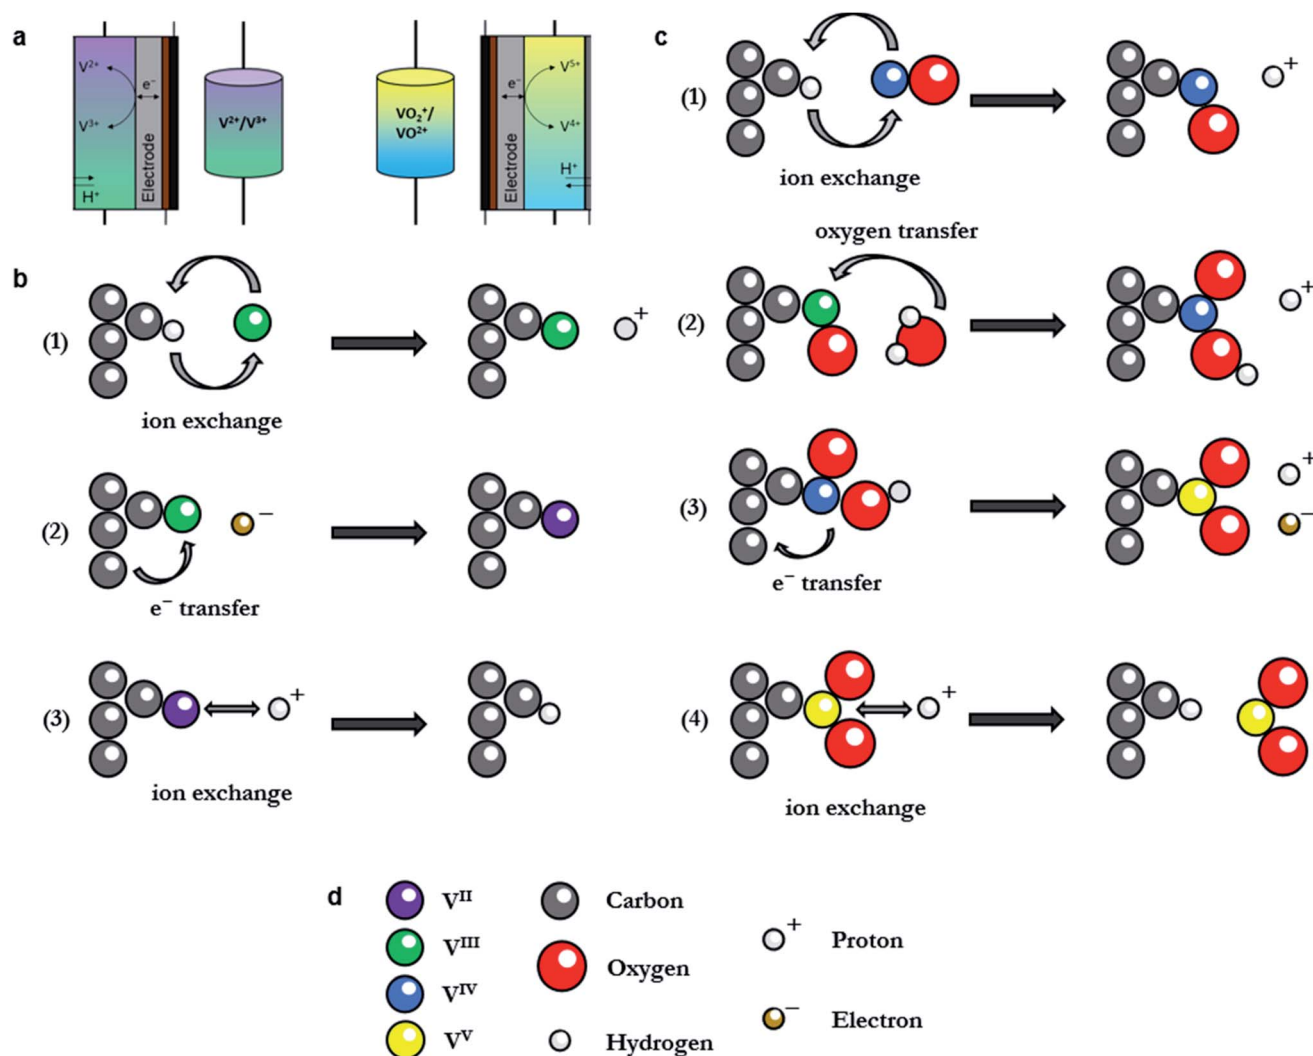 a
V²⁺
V³⁺
e⁻
Electrode
H⁺
V²⁺/V³⁺
VO₂⁺/
VO²⁺
e⁻
Electrode
V⁵⁺
V⁴⁺
H⁺
b
(1)
ion exchange
+
(2)
−
e⁻ transfer
(3)
+
ion exchange
c
(1)
ion exchange
+
oxygen transfer
(2)
+
(3)
e⁻ transfer
+
−
(4)
+
ion exchange
d
Vᴵᴵ
Vᴵᴵᴵ
Vᴵⱽ
Vⱽ
Carbon
Oxygen
Hydrogen
+
Proton
−
Electron